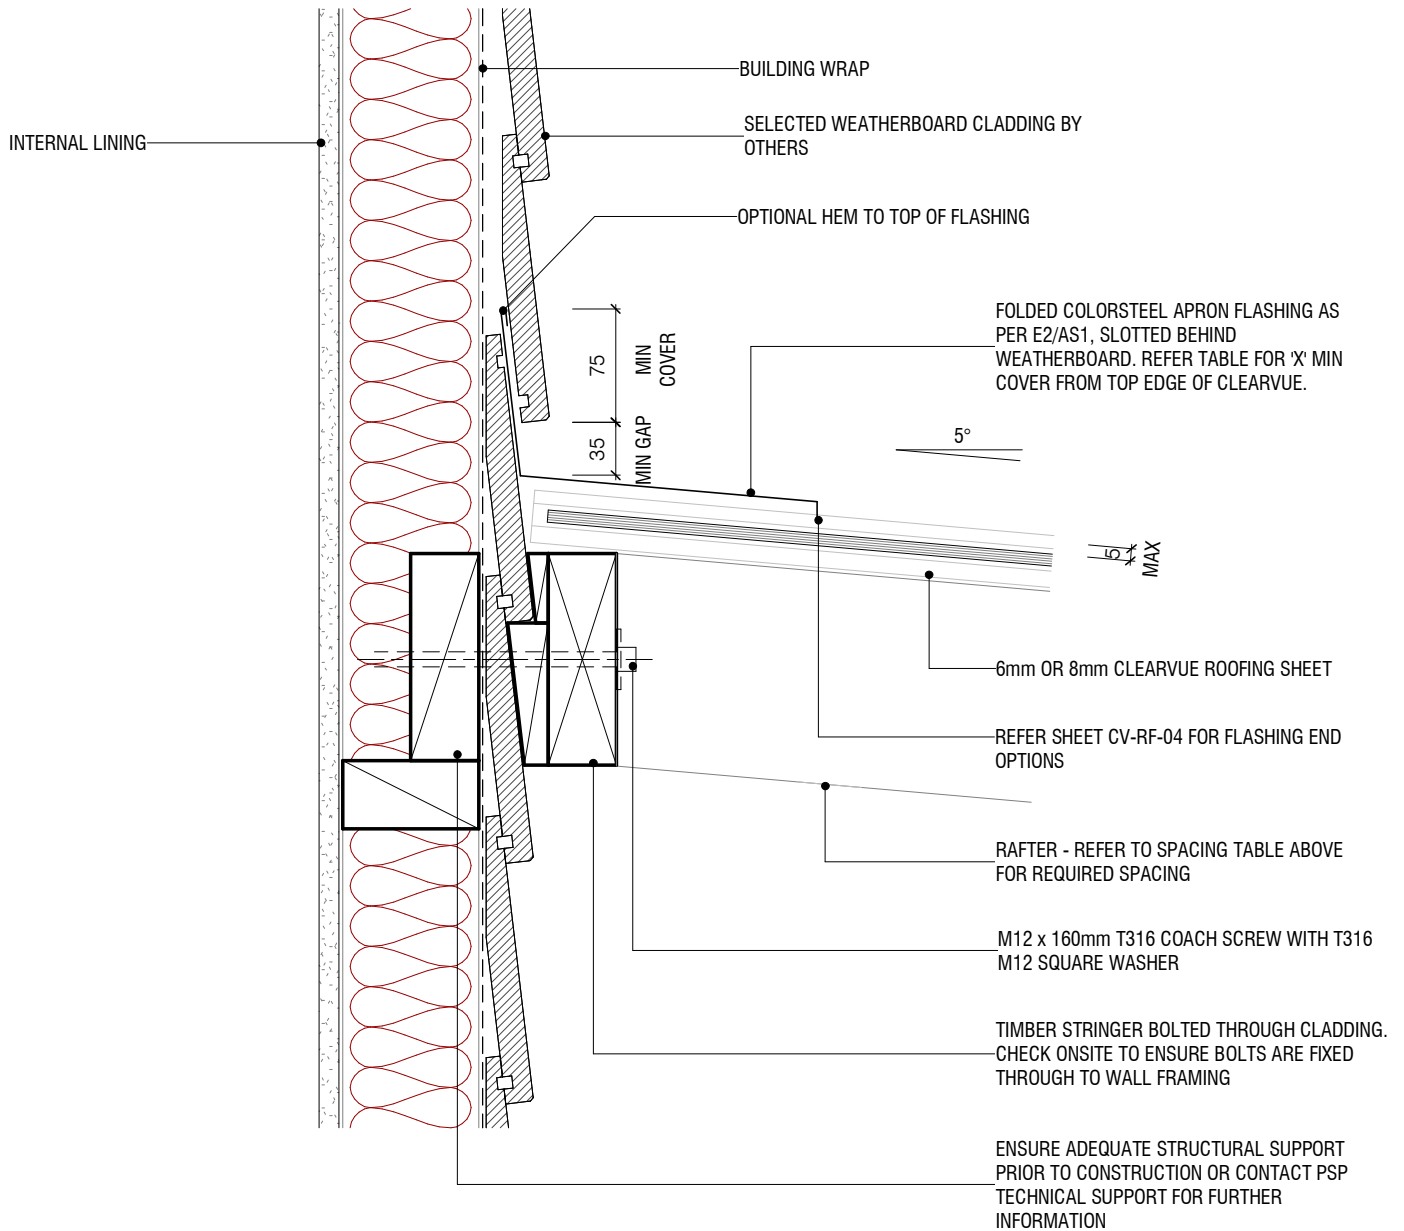 BUILDING WRAP
SELECTED WEATHERBOARD CLADDING BY
OTHERS
INTERNAL LINING
OPTIONAL HEM TO TOP OF FLASHING
FOLDED COLORSTEEL APRON FLASHING AS
PER E2/AS1, SLOTTED BEHIND
WEATHERBOARD. REFER TABLE FOR 'X' MIN
COVER FROM TOP EDGE OF CLEARVUE.
75
MIN
COVER
35
MIN GAP
5°
5
MAX
6mm OR 8mm CLEARVUE ROOFING SHEET
REFER SHEET CV-RF-04 FOR FLASHING END
OPTIONS
RAFTER - REFER TO SPACING TABLE ABOVE
FOR REQUIRED SPACING
M12 x 160mm T316 COACH SCREW WITH T316
M12 SQUARE WASHER
TIMBER STRINGER BOLTED THROUGH CLADDING.
CHECK ONSITE TO ENSURE BOLTS ARE FIXED
THROUGH TO WALL FRAMING
ENSURE ADEQUATE STRUCTURAL SUPPORT
PRIOR TO CONSTRUCTION OR CONTACT PSP
TECHNICAL SUPPORT FOR FURTHER
INFORMATION